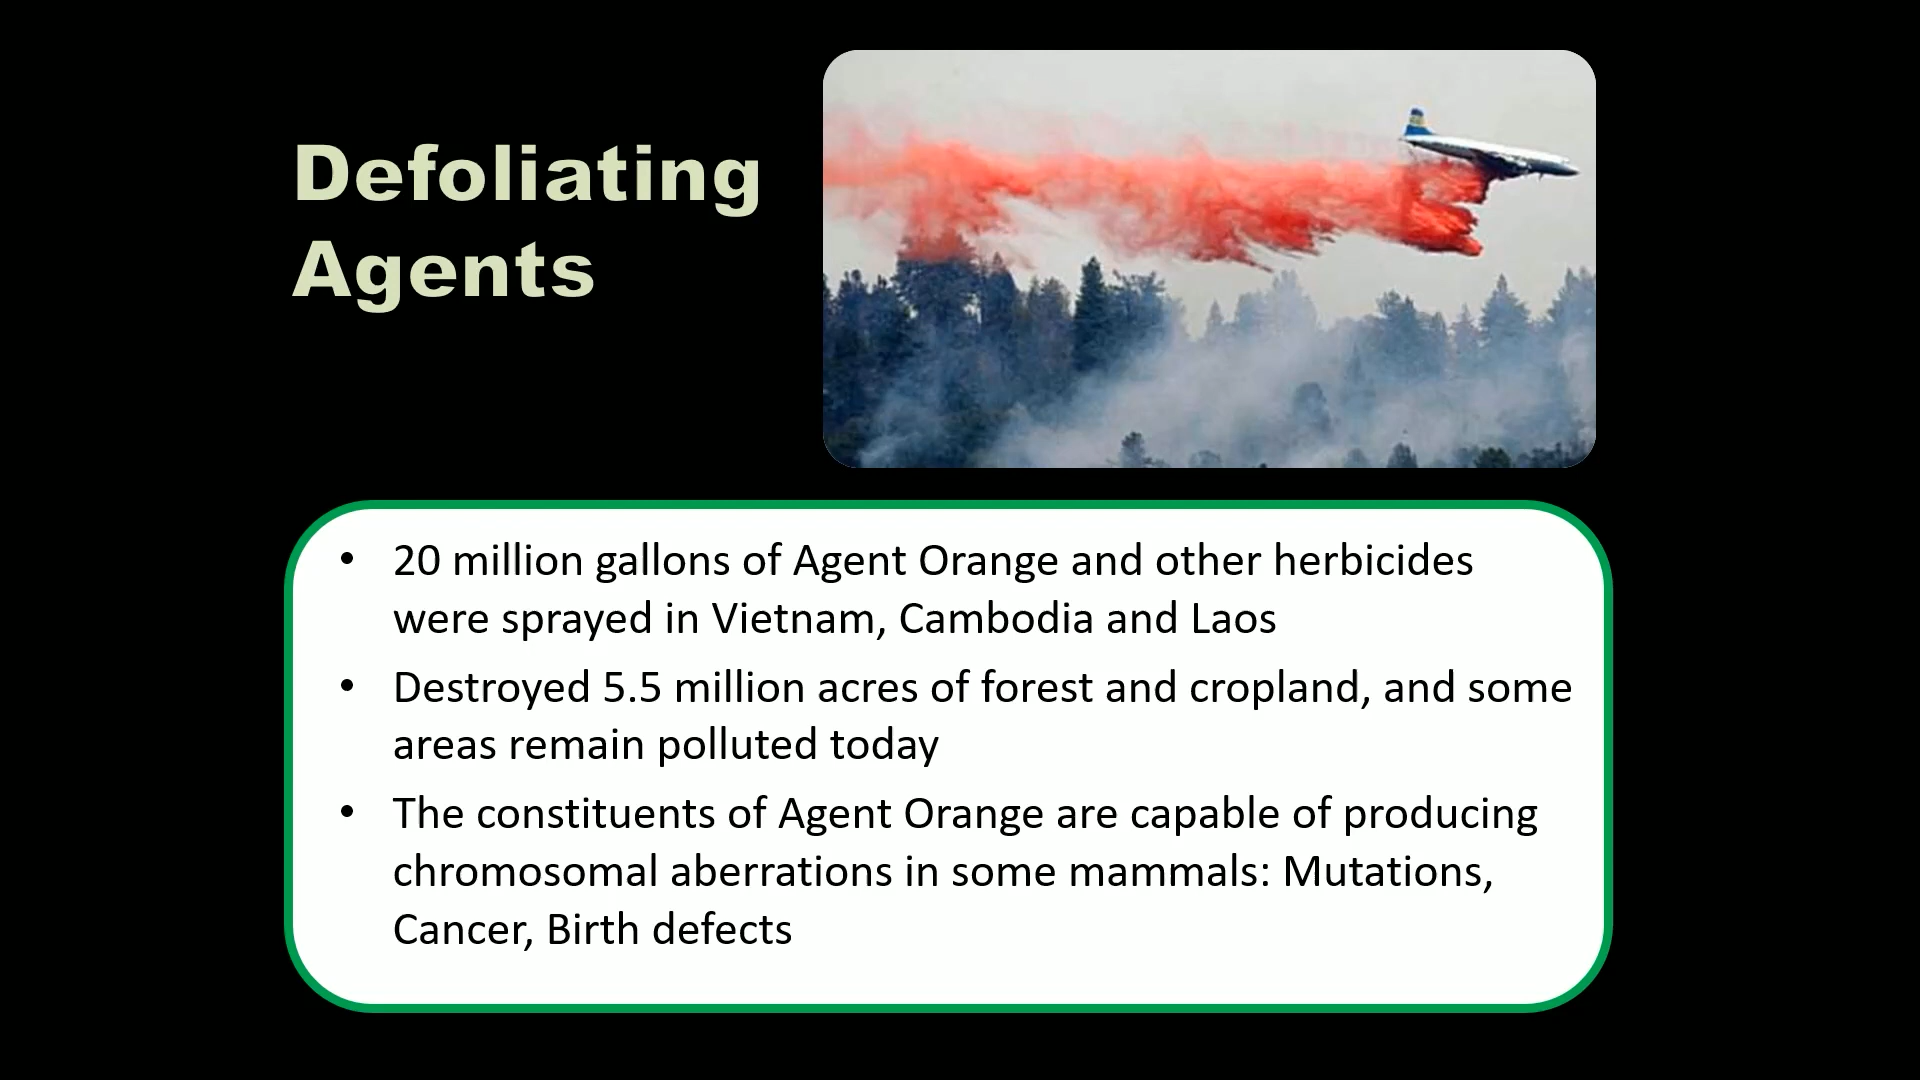 Defoliating
Agents
• 20 million gallons of Agent Orange and other herbicides
were sprayed in Vietnam, Cambodia and Laos
• Destroyed 5.5 million acres of forest and cropland, and some
areas remain polluted today
• The constituents of Agent Orange are capable of producing
chromosomal aberrations in some mammals: Mutations,
Cancer, Birth defects